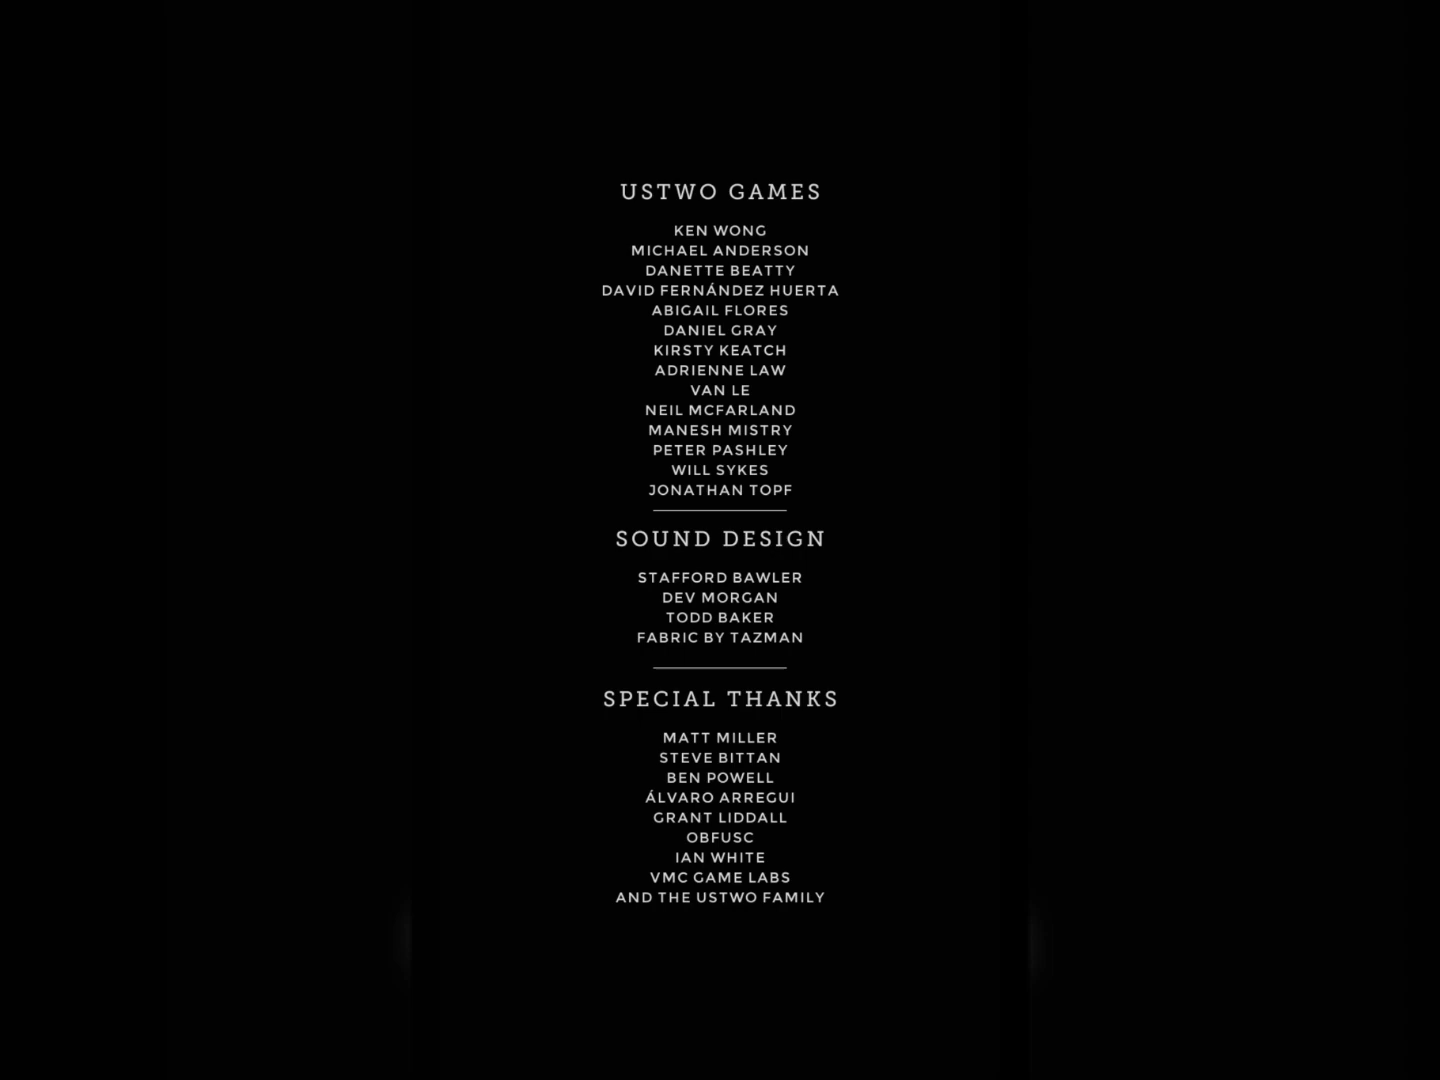 USTWO GAMES
KEN WONG
MICHAEL ANDERSON
DANETTE BEATTY
DAVID FERNÁNDEZ HUERTA
ABIGAIL FLORES
DANIEL GRAY
KIRSTY KEATCH
ADRIENNE LAW
VAN LE
NEIL MCFARLAND
MANESH MISTRY
PETER PASHLEY
WILL SYKES
JONATHAN TOPF
SOUND DESIGN
STAFFORD BAWLER
DEV MORGAN
TODD BAKER
FABRIC BY TAZMAN
SPECIAL THANKS
MATT MILLER
STEVE BITTAN
BEN POWELL
ÁLVARO ARREGUI
GRANT LIDDALL
OBFUSC
IAN WHITE
VMC GAME LABS
AND THE USTWO FAMILY